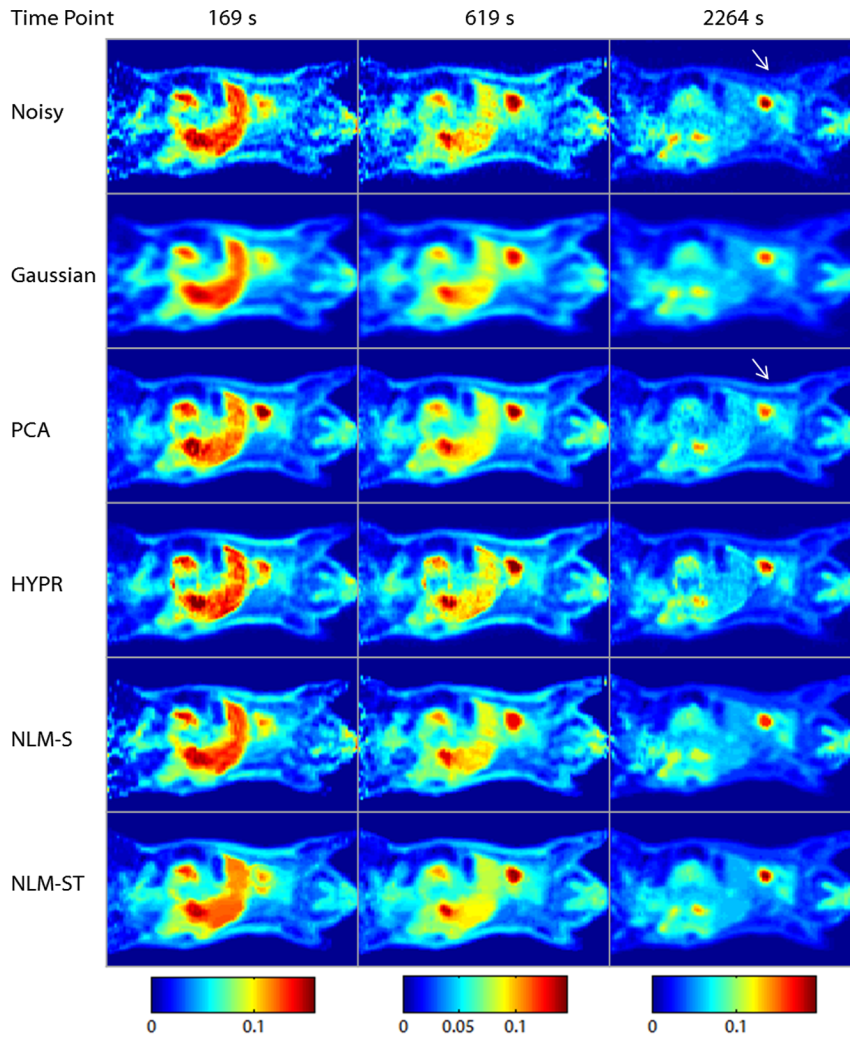 Time Point 169 s 619 s 2264 s
Noisy
Gaussian
PCA
HYPR
NLM-S
NLM-ST
0 0.1 0 0.05 0.1 0 0.1